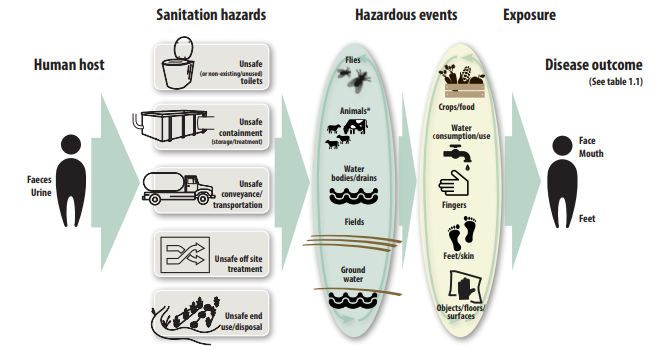 Sanitation hazards
Hazardous events
Exposure
Human host
Disease outcome
(See table 1.1)
Faeces
Urine
Unsafe
(or non-existing/unused)
toilets
Unsafe
containment
(storage/treatment)
Unsafe
conveyance/
transportation
Unsafe off site
treatment
Unsafe end
use/disposal
Flies
Animals*
Water
bodies/drains
Fields
Ground
water
Crops/food
Water
consumption/use
Fingers
Feet/skin
Objects/floors/
surfaces
Face
Mouth
Feet